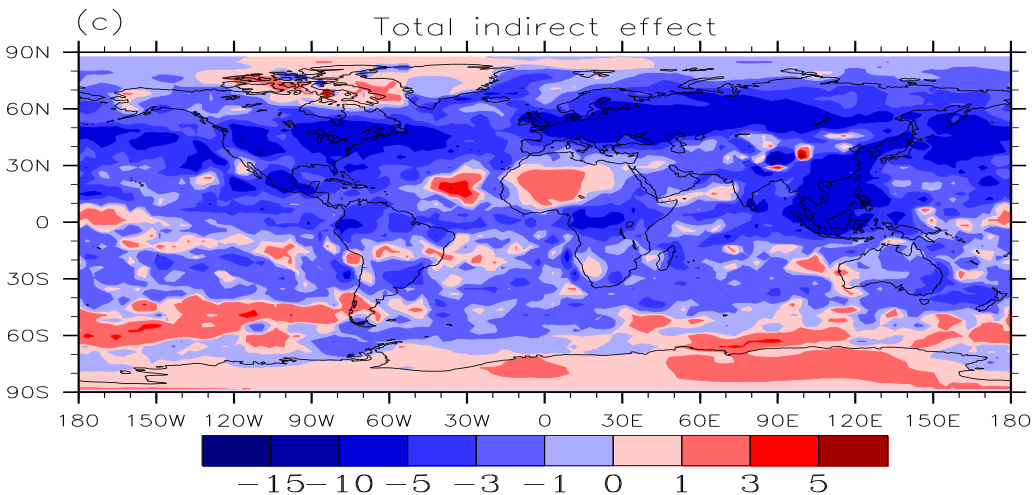 (c)
Total indirect effect
90N
60N
30N
0
30S
60S
90S
180 150W 120W 90W 60W 30W 0 30E 60E 90E 120E 150E 180
−15 −10 −5 −3 −1 0 1 3 5